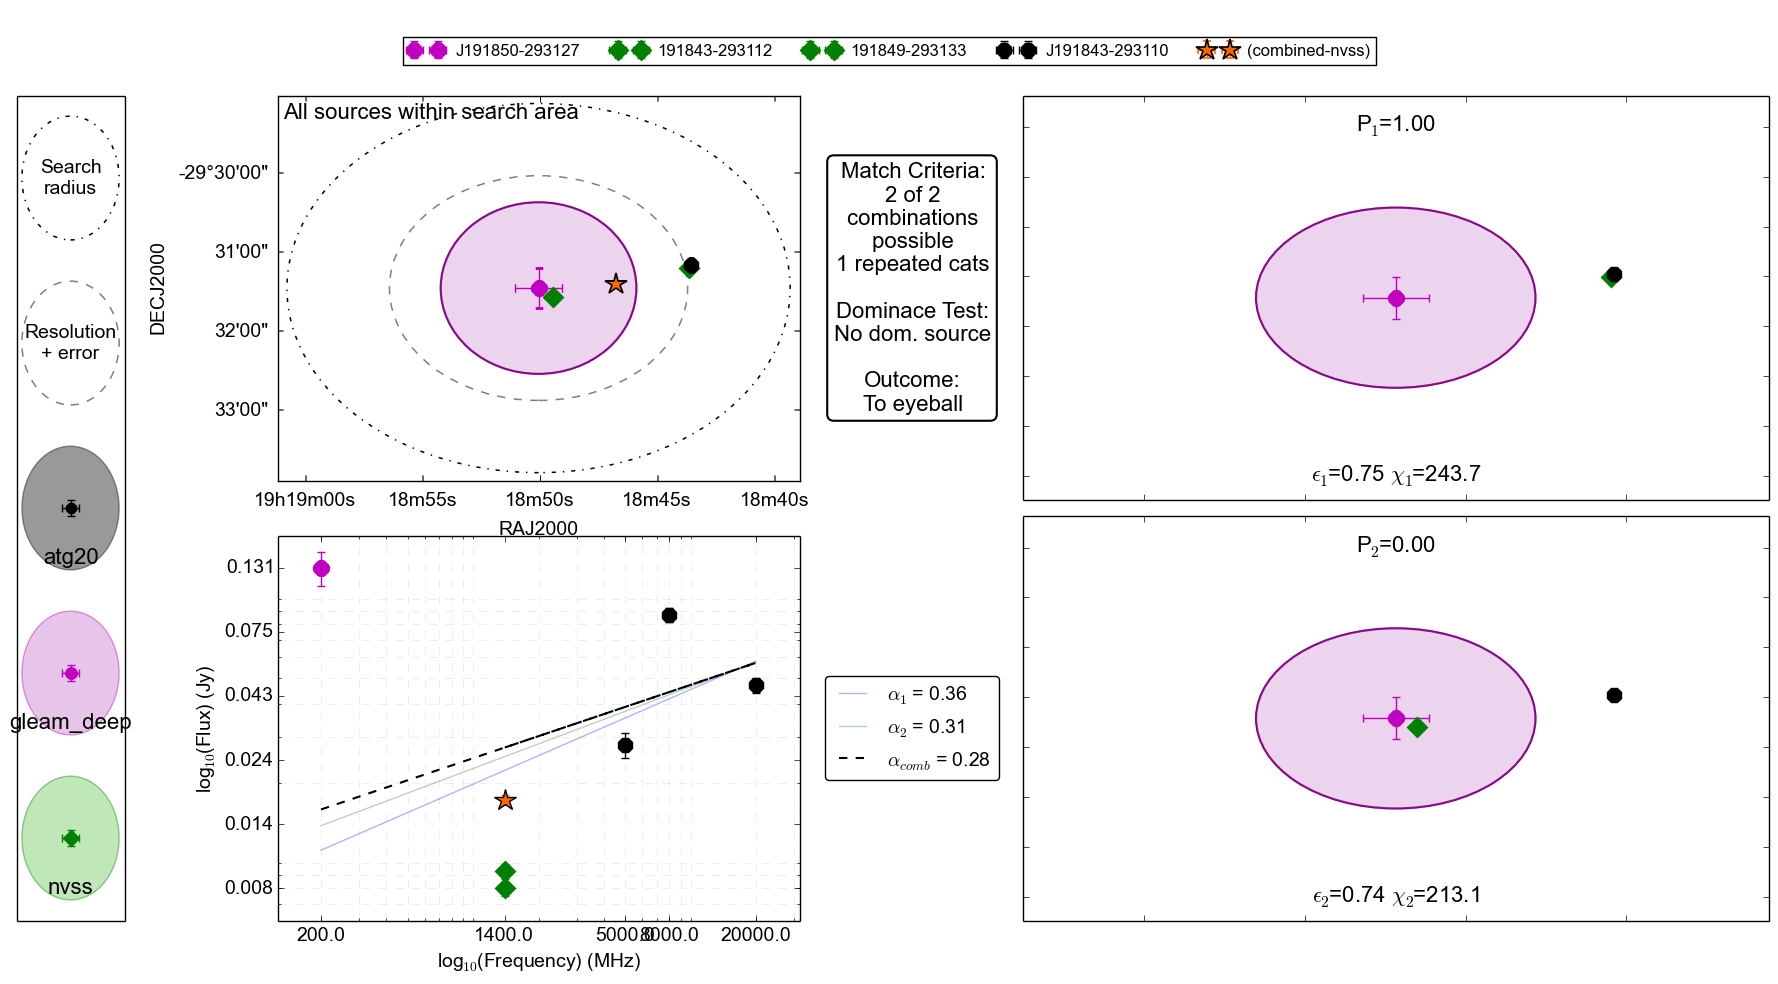 J191850-293127 191843-293112 191849-293133 J191843-293110 (combined-nvss)
Search
radius
Resolution
+ error
atg20
gleam_deep
nvss
All sources within search area
DECJ2000
-29°30'00"
31'00"
32'00"
33'00"
19h19m00s 18m55s 18m50s 18m45s 18m40s
RAJ2000
Match Criteria:
2 of 2
combinations
possible
1 repeated cats
Dominace Test:
No dom. source
Outcome:
To eyeball
P₁=1.00
ϵ₁=0.75 χ₁=243.7
log₁₀(Flux) (Jy)
0.131
0.075
0.043
0.024
0.014
0.008
200.0 1400.0 5000.0 8000.0 20000.0
log₁₀(Frequency) (MHz)
α₁ = 0.36
α₂ = 0.31
α_comb = 0.28
P₂=0.00
ϵ₂=0.74 χ₂=213.1